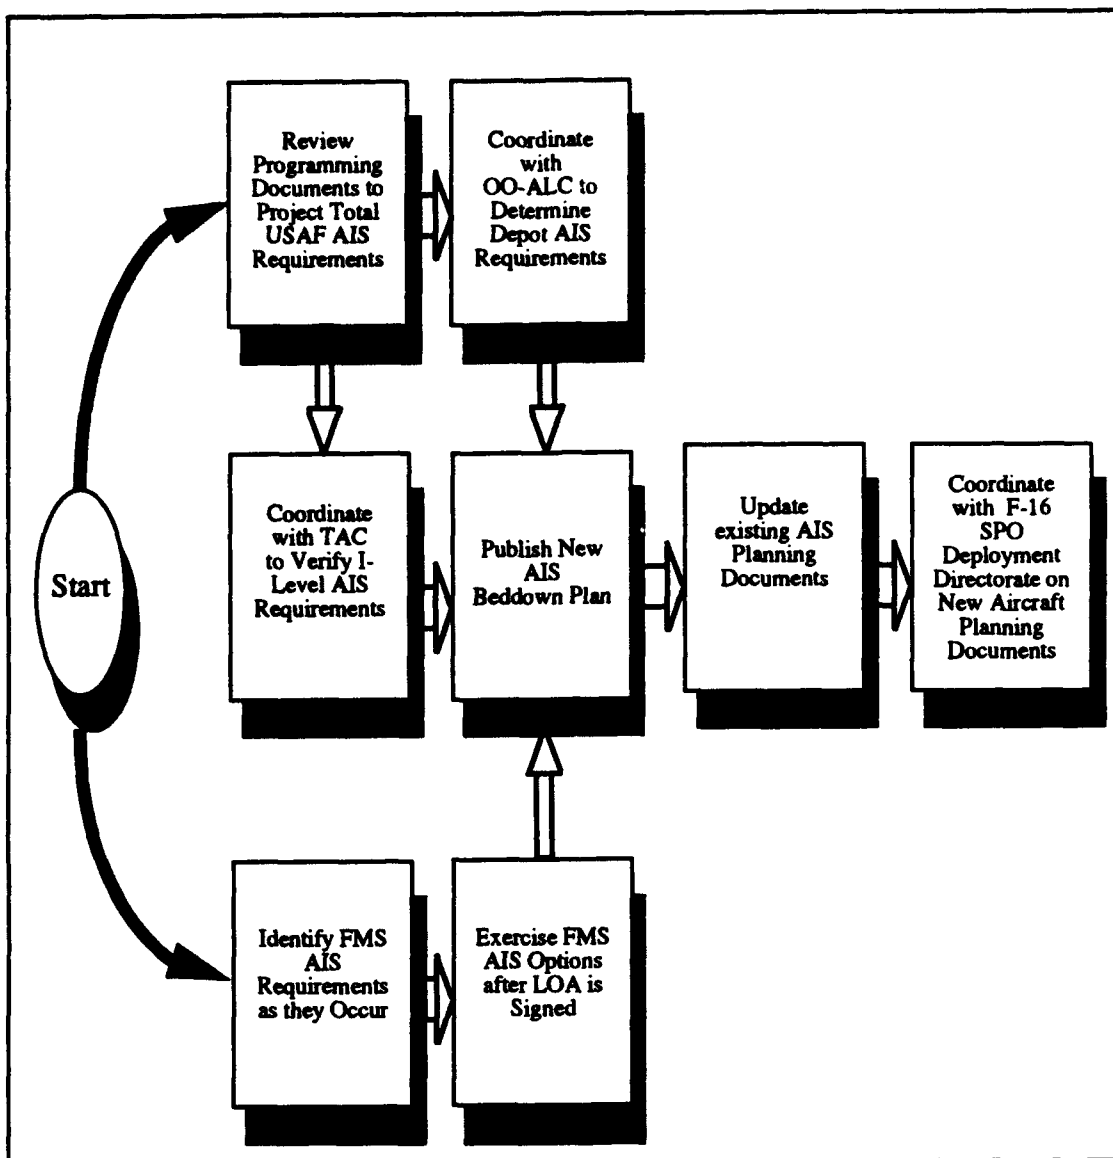 Review
Programming
Documents to
Project Total
USAF AIS
Requirements
Coordinate
with
OO-ALC to
Determine
Depot AIS
Requirements
Start
Coordinate
with TAC
to Verify I-
Level AIS
Requirements
Publish New
AIS
Beddown Plan
Update
existing AIS
Planning
Documents
Coordinate
with F-16
SPO
Deployment
Directorate on
New Aircraft
Planning
Documents
Identify FMS
AIS
Requirements
as they Occur
Exercise FMS
AIS Options
after LOA is
Signed